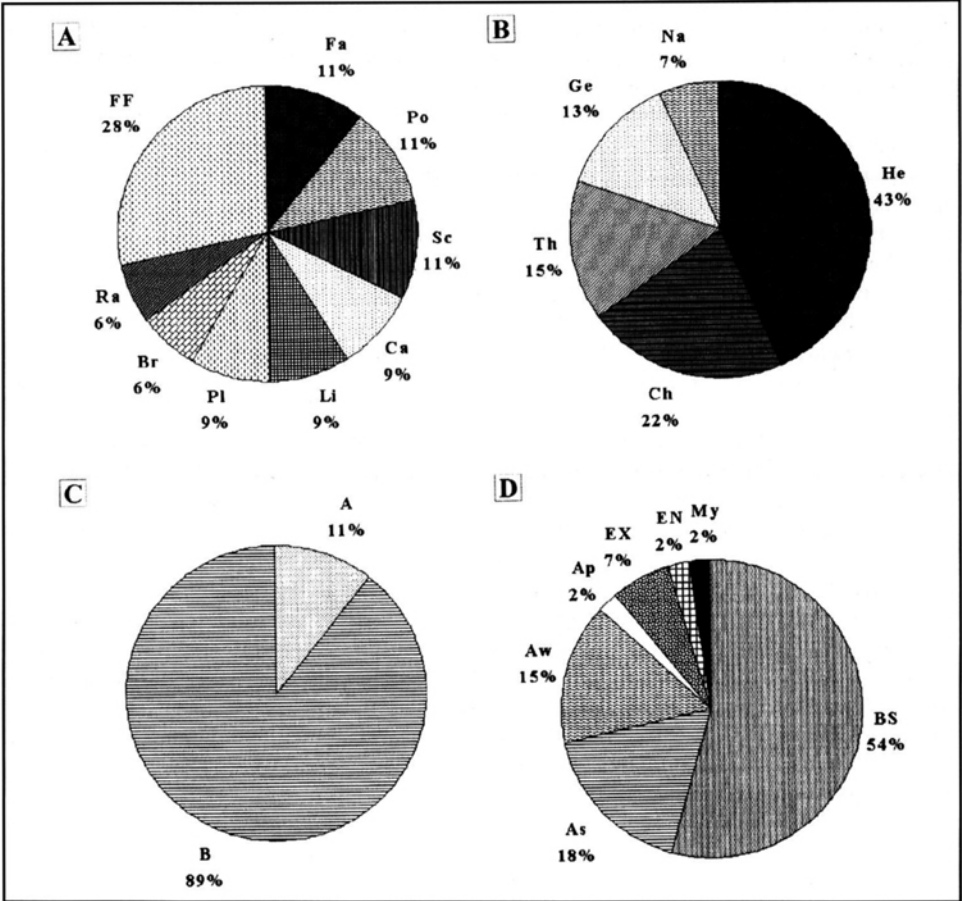 A
Fa
11%
Po
11%
Sc
11%
Ca
9%
Li
9%
Pl
9%
Br
6%
Ra
6%
FF
28%
B
Na
7%
Ge
13%
He
43%
Th
15%
Ch
22%
C
A
11%
B
89%
D
My
2%
EN
2%
EX
7%
Ap
2%
Aw
15%
As
18%
BS
54%